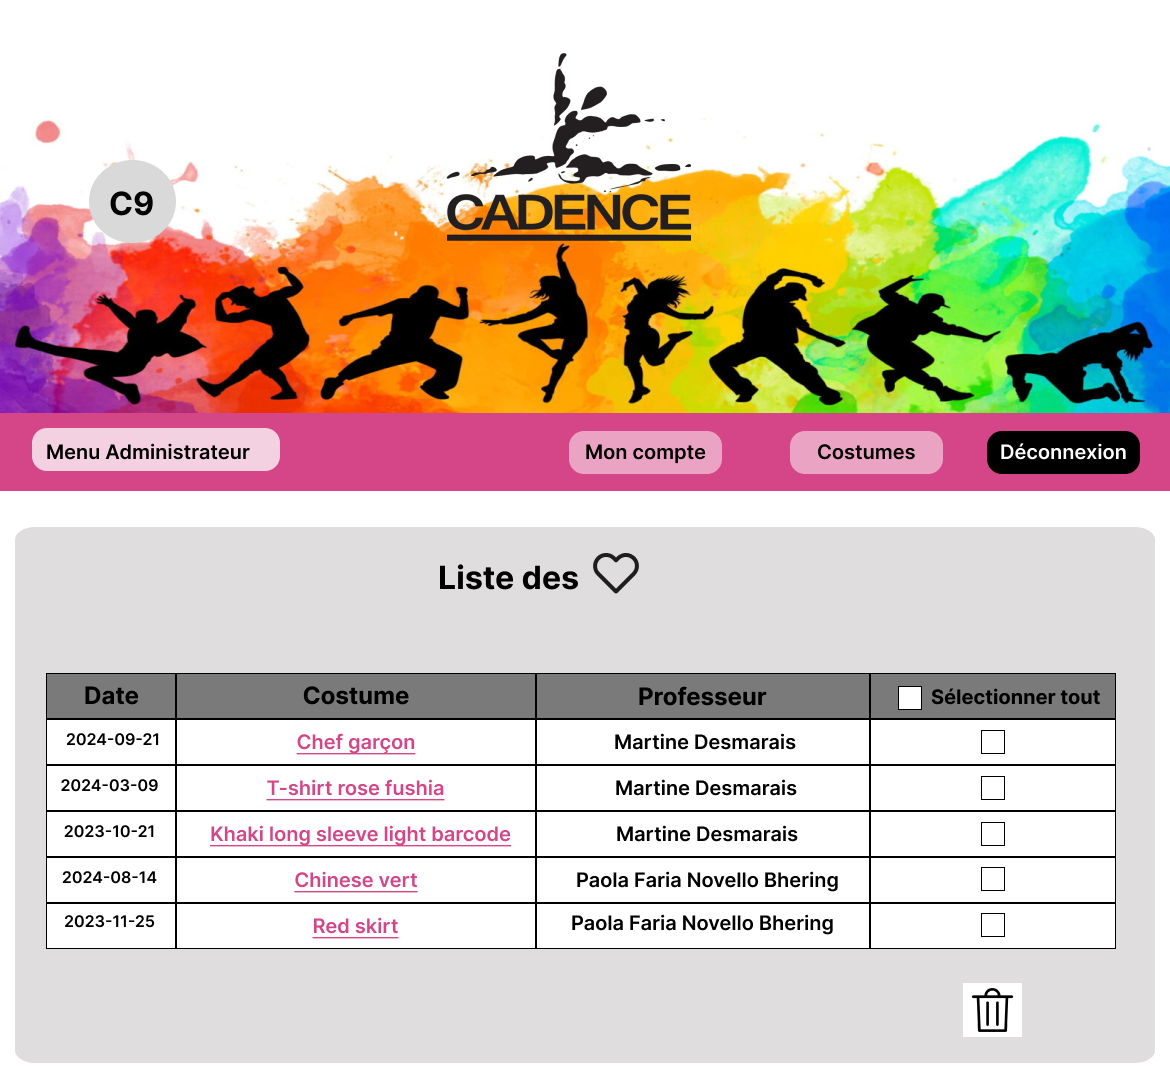 CADENCE
C9
Menu Administrateur
Mon compte
Costumes
Déconnexion
Liste des
Date Costume Professeur Sélectionner tout
2024-09-21 Chef garçon Martine Desmarais
2024-03-09 T-shirt rose fushia Martine Desmarais
2023-10-21 Khaki long sleeve light barcode Martine Desmarais
2024-08-14 Chinese vert Paola Faria Novello Bhering
2023-11-25 Red skirt Paola Faria Novello Bhering